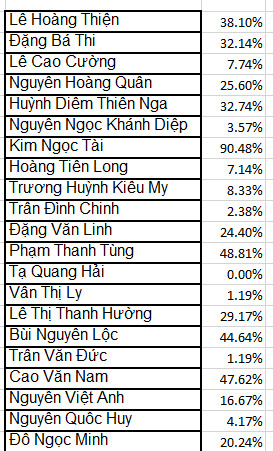 Lê Hoàng Thiện 38.10%
Đặng Bá Thi 32.14%
Lê Cao Cường 7.74%
Nguyên Hoàng Quân 25.60%
Huỳnh Diêm Thiên Nga 32.74%
Nguyên Ngọc Khánh Diệp 3.57%
Kim Ngọc Tài 90.48%
Hoàng Tiên Long 7.14%
Trương Huỳnh Kiêu My 8.33%
Trân Đình Chinh 2.38%
Đặng Văn Linh 24.40%
Phạm Thanh Tùng 48.81%
Tạ Quang Hải 0.00%
Vân Thị Ly 1.19%
Lê Thị Thanh Hường 29.17%
Bùi Nguyên Lộc 44.64%
Trân Văn Đức 1.19%
Cao Văn Nam 47.62%
Nguyên Việt Anh 16.67%
Nguyên Quôc Huy 4.17%
Đô Ngọc Minh 20.24%